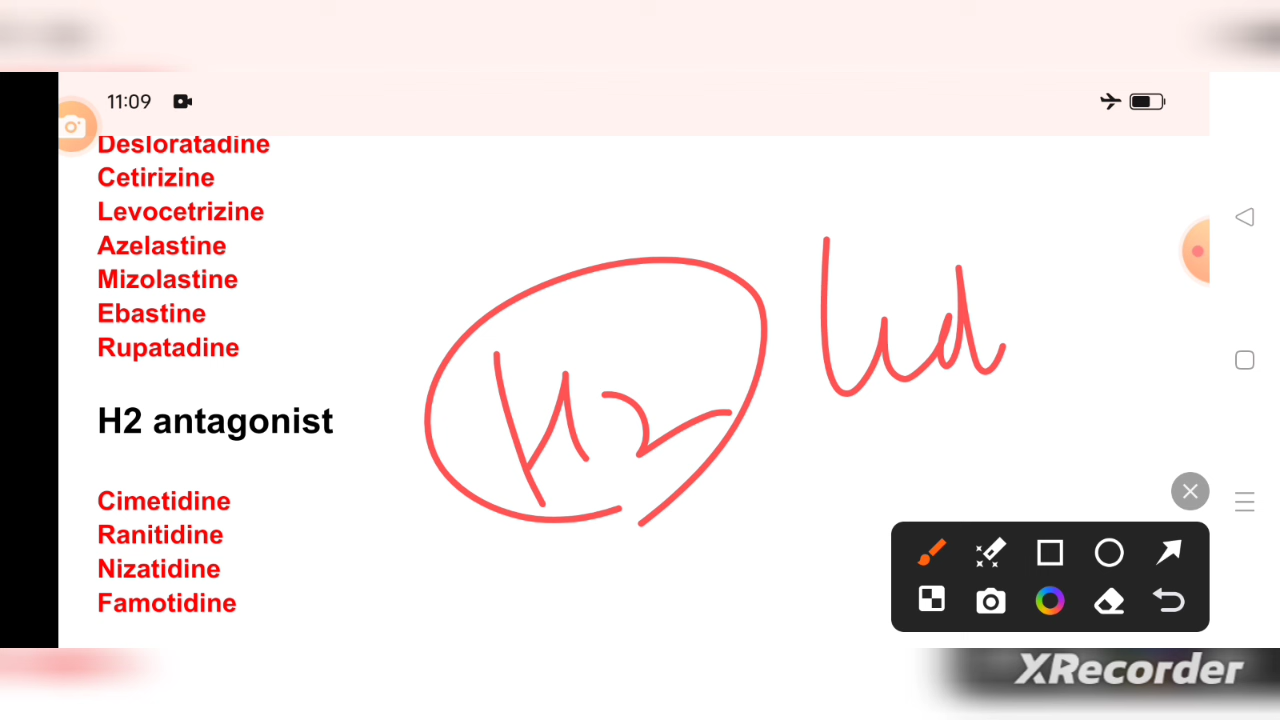 11:09
Desloratadine
Cetirizine
Levocetrizine
Azelastine
Mizolastine
Ebastine
Rupatadine
H2 antagonist
H2
Cimetidine
Ranitidine
Nizatidine
Famotidine
XRecorder